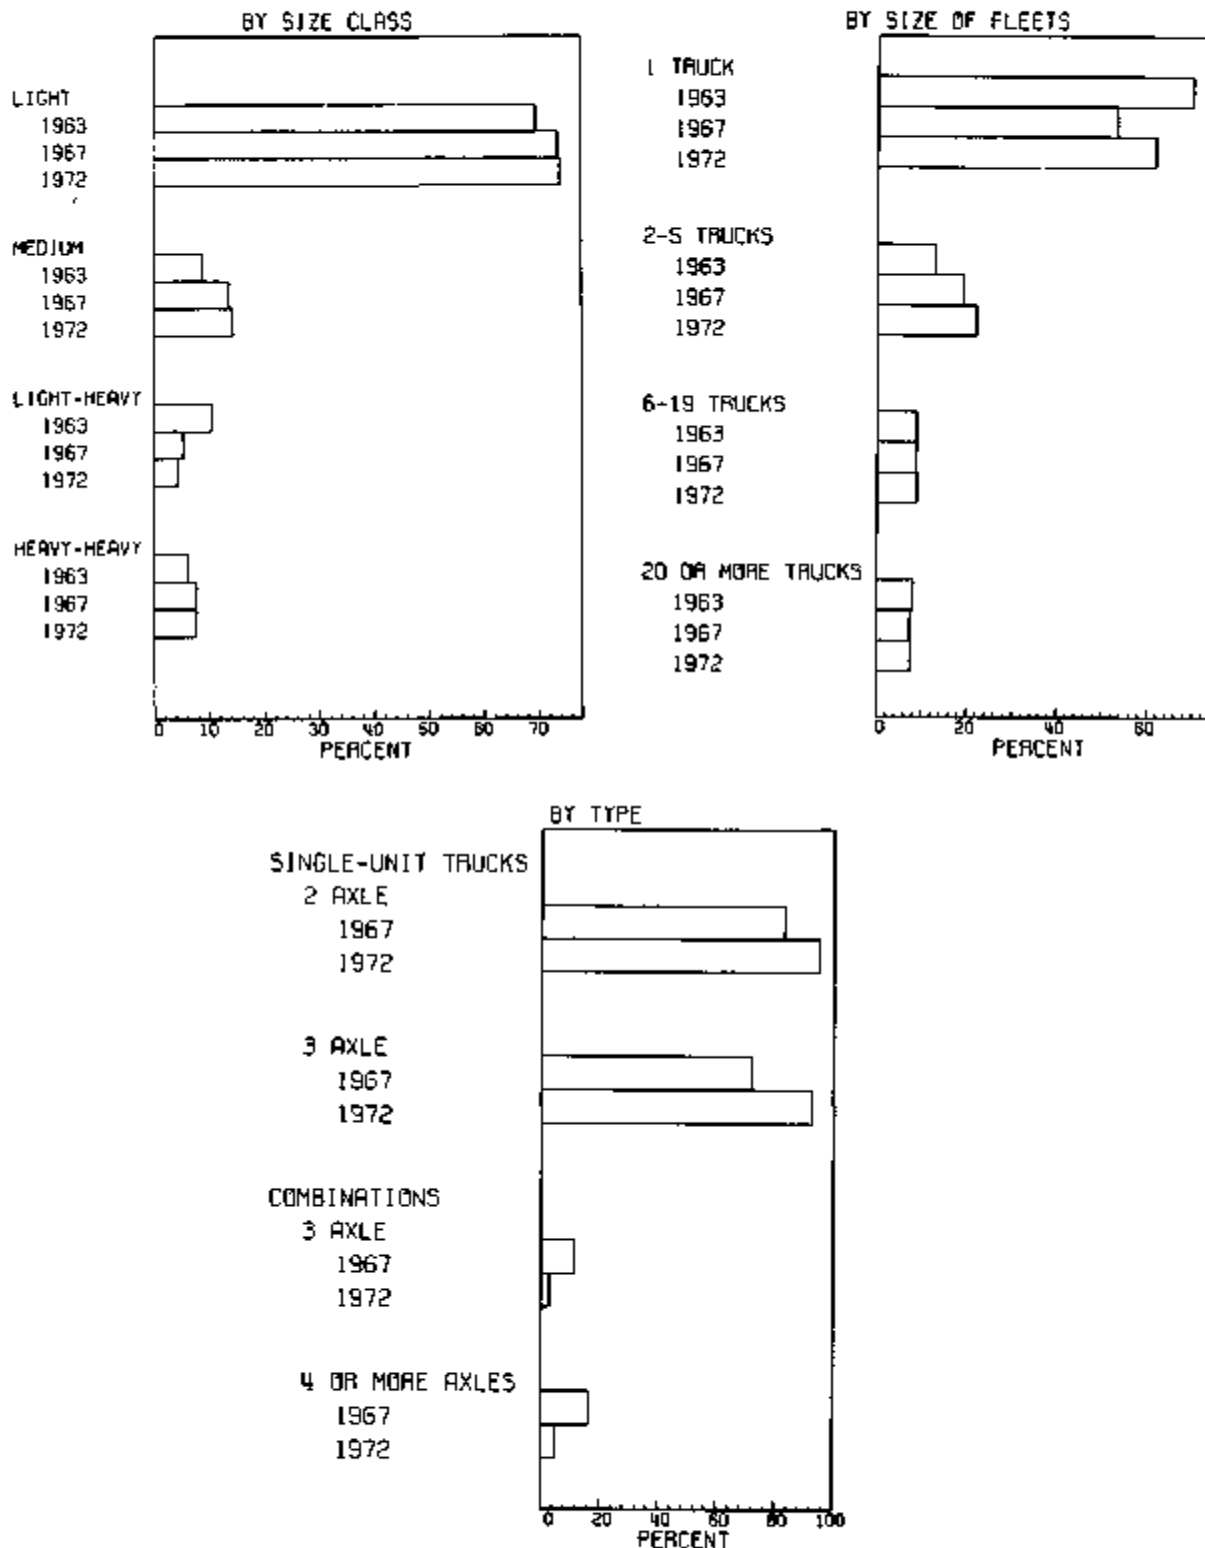 BY SIZE CLASS
LIGHT
1963
1967
1972
MEDIUM
1963
1967
1972
LIGHT-HEAVY
1963
1967
1972
HEAVY-HEAVY
1963
1967
1972
0 10 20 30 40 50 60 70
PERCENT
BY SIZE OF FLEETS
1 TRUCK
1963
1967
1972
2-5 TRUCKS
1963
1967
1972
6-19 TRUCKS
1963
1967
1972
20 OR MORE TRUCKS
1963
1967
1972
0 20 40 60
PERCENT
BY TYPE
SINGLE-UNIT TRUCKS
2 AXLE
1967
1972
3 AXLE
1967
1972
COMBINATIONS
3 AXLE
1967
1972
4 OR MORE AXLES
1967
1972
0 20 40 60 80 100
PERCENT